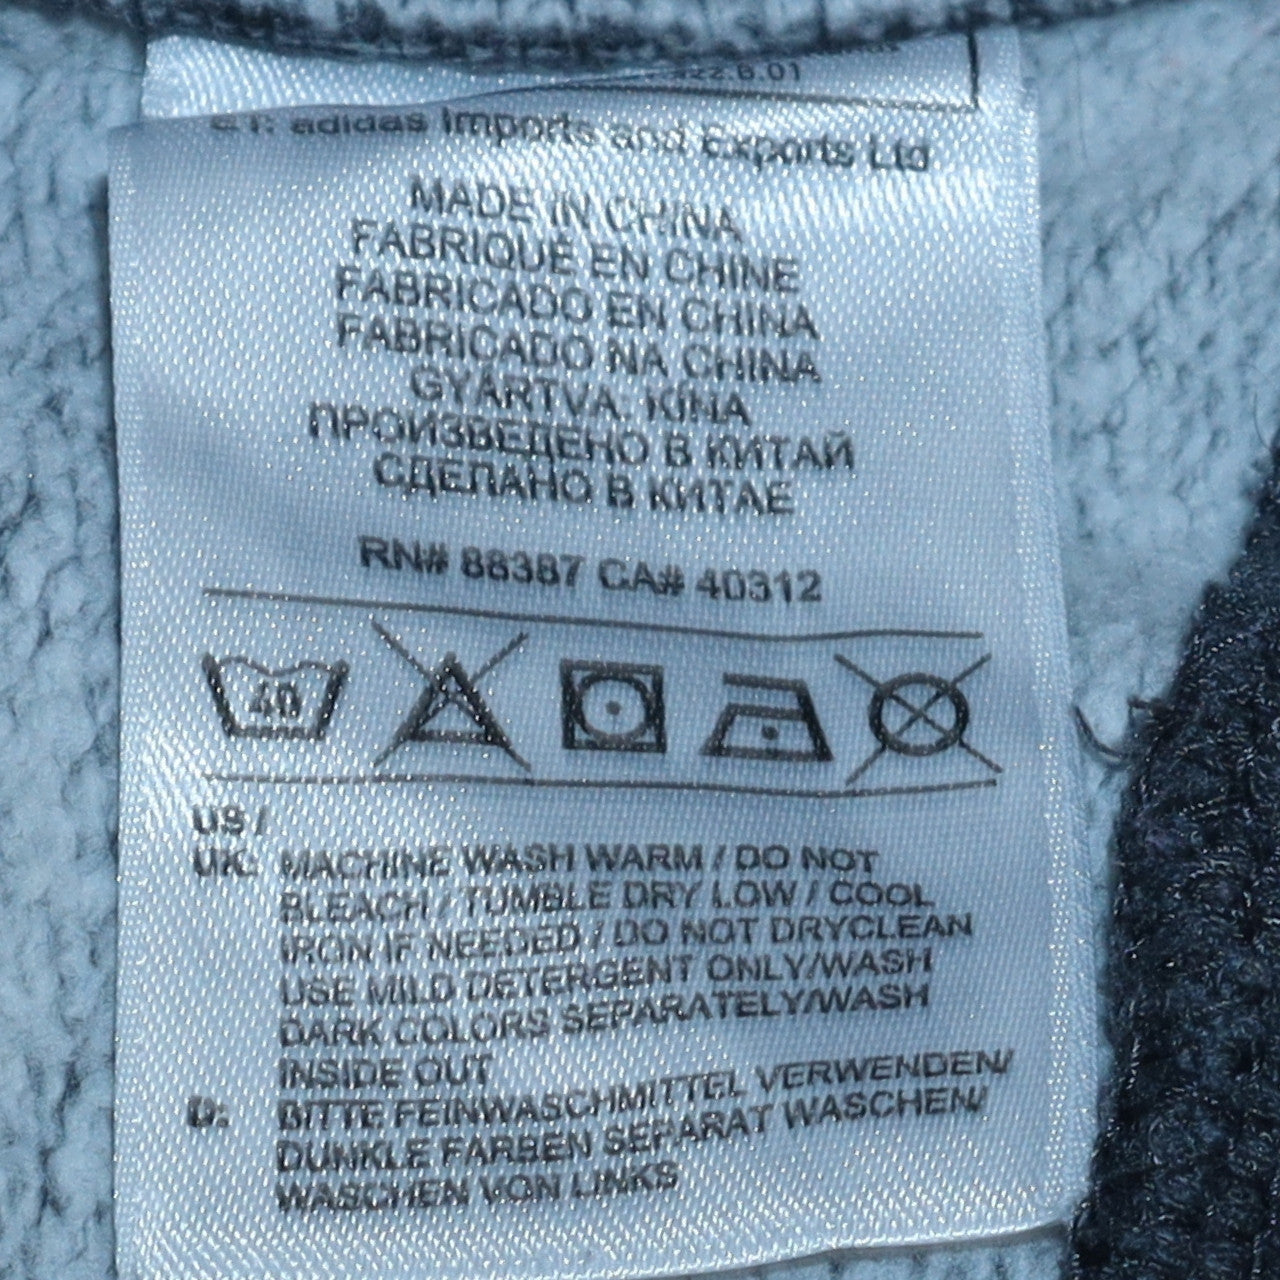 adidas Imports and Exports Ltd
MADE IN CHINA
FABRIQUÉ EN CHINE
FABRICADO EN CHINA
FABRICADO NA CHINA
GYÁRTVA: KÍNA
ПРОИЗВЕДЕНО В КИТАЙ
СДЕЛАНО В КИТАЕ
RN# 88387 CA# 40312
40
US /
UK: MACHINE WASH WARM / DO NOT
BLEACH / TUMBLE DRY LOW / COOL
IRON IF NEEDED / DO NOT DRYCLEAN
USE MILD DETERGENT ONLY/WASH
DARK COLORS SEPARATELY/WASH
INSIDE OUT
D: BITTE FEINWASCHMITTEL VERWENDEN/
DUNKLE FARBEN SEPARAT WASCHEN/
WASCHEN VON LINKS